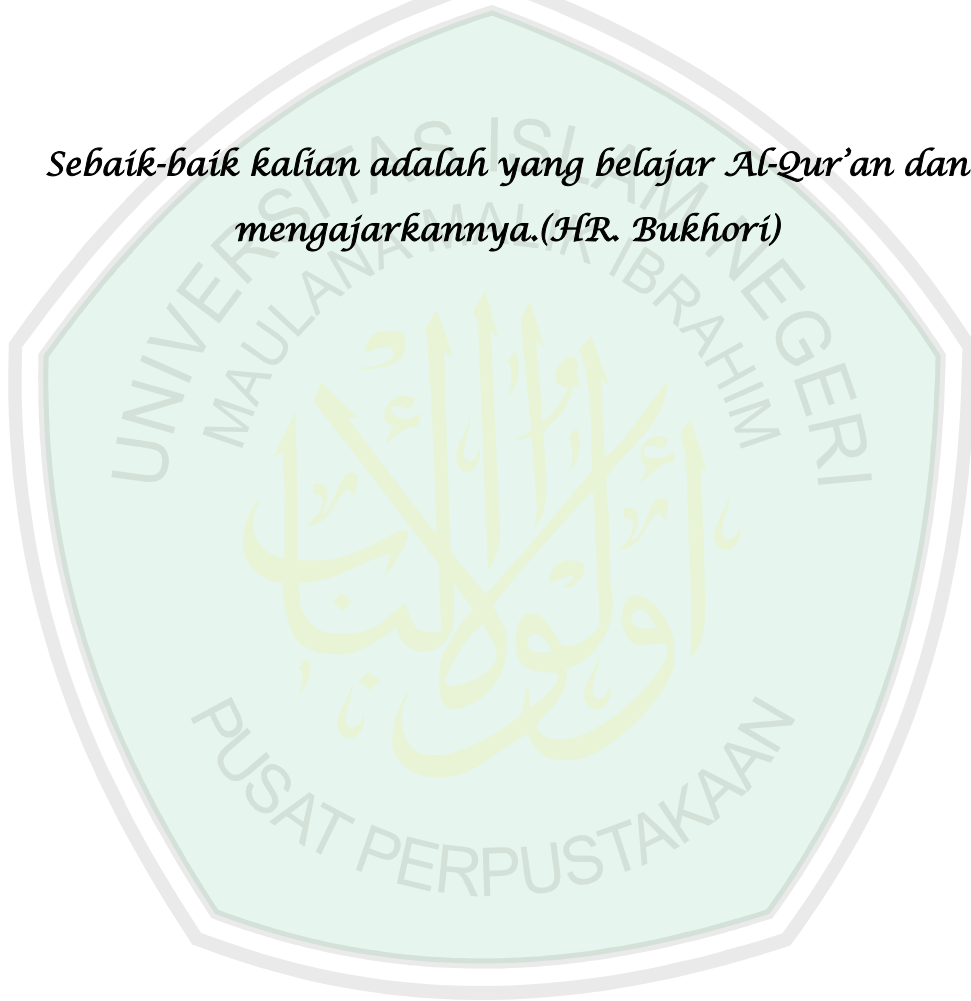 Sebaik-baik kalian adalah yang belajar Al-Qur’an dan
mengajarkannya.(HR. Bukhori)
UNIVERSITAS ISLAM NEGERI
MAULANA MALIK IBRAHIM
PUSAT PERPUSTAKAAN